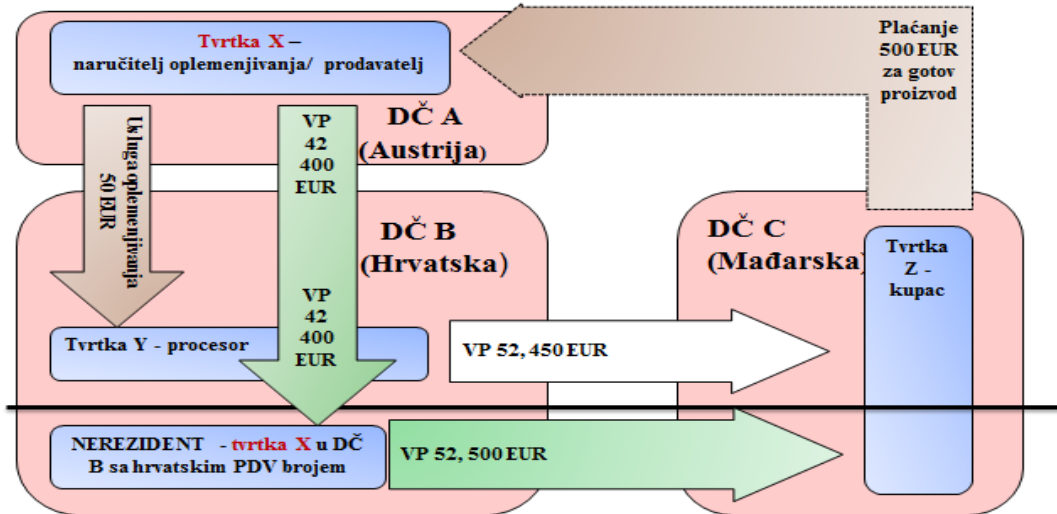 Tvrtka X –
naručitelj oplemenjivanja/ prodavatelj
DČ A
(Austrija)
Plaćanje
500 EUR
za gotov
proizvod
Usluga oplemenjivanja
50 EUR
VP
42
400
EUR
DČ B
(Hrvatska)
VP
42
400
EUR
Tvrtka Y - procesor
VP 52, 450 EUR
DČ C
(Mađarska)
Tvrtka
Z -
kupac
NEREZIDENT - tvrtka X u DČ
B sa hrvatskim PDV brojem
VP 52, 500 EUR